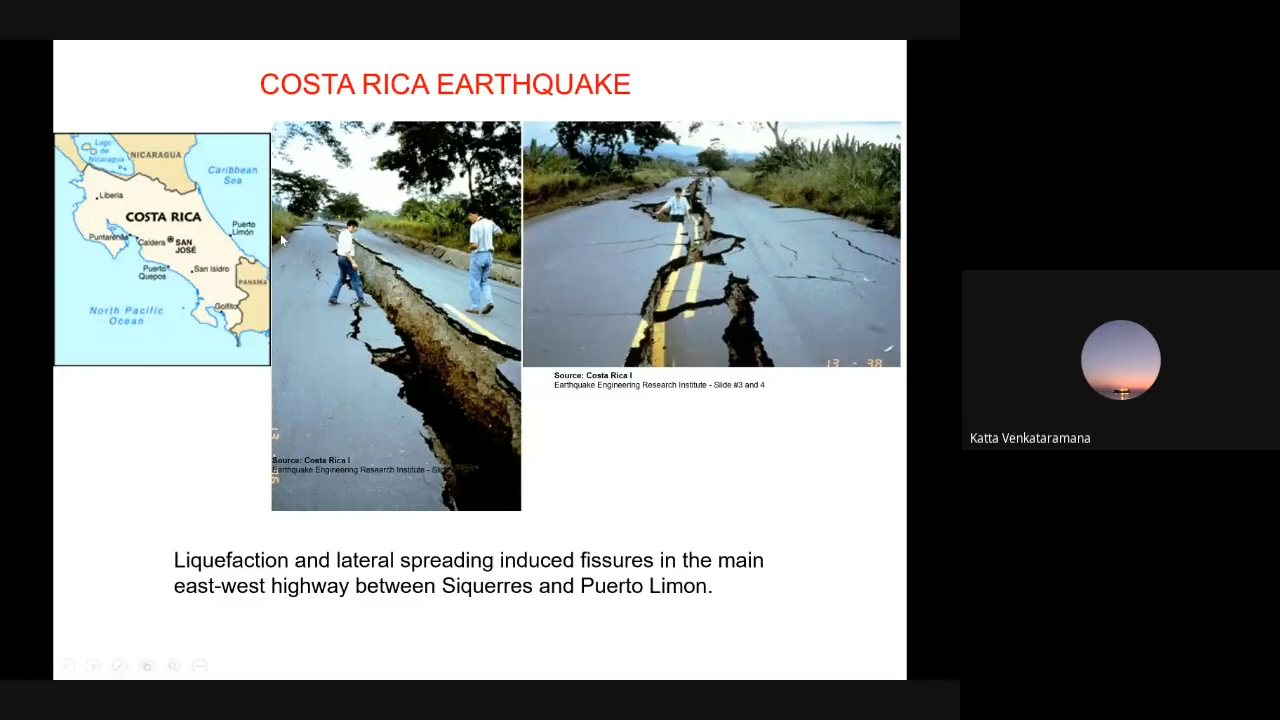 COSTA RICA EARTHQUAKE
Lago de
Nicaragua
NICARAGUA
Caribbean
Sea
Liberia
COSTA RICA
Puerto
Limón
Puntarenas
Caldera
SAN
JOSÉ
Puerto
Quepos
San Isidro
PANAMA
North Pacific
Ocean
Golfito
13 - 38
Source: Costa Rica I
Earthquake Engineering Research Institute - Slide #3 and 4
Source: Costa Rica I
Earthquake Engineering Research Institute -
Liquefaction and lateral spreading induced fissures in the main
east-west highway between Siquerres and Puerto Limon.
Katta Venkataramana